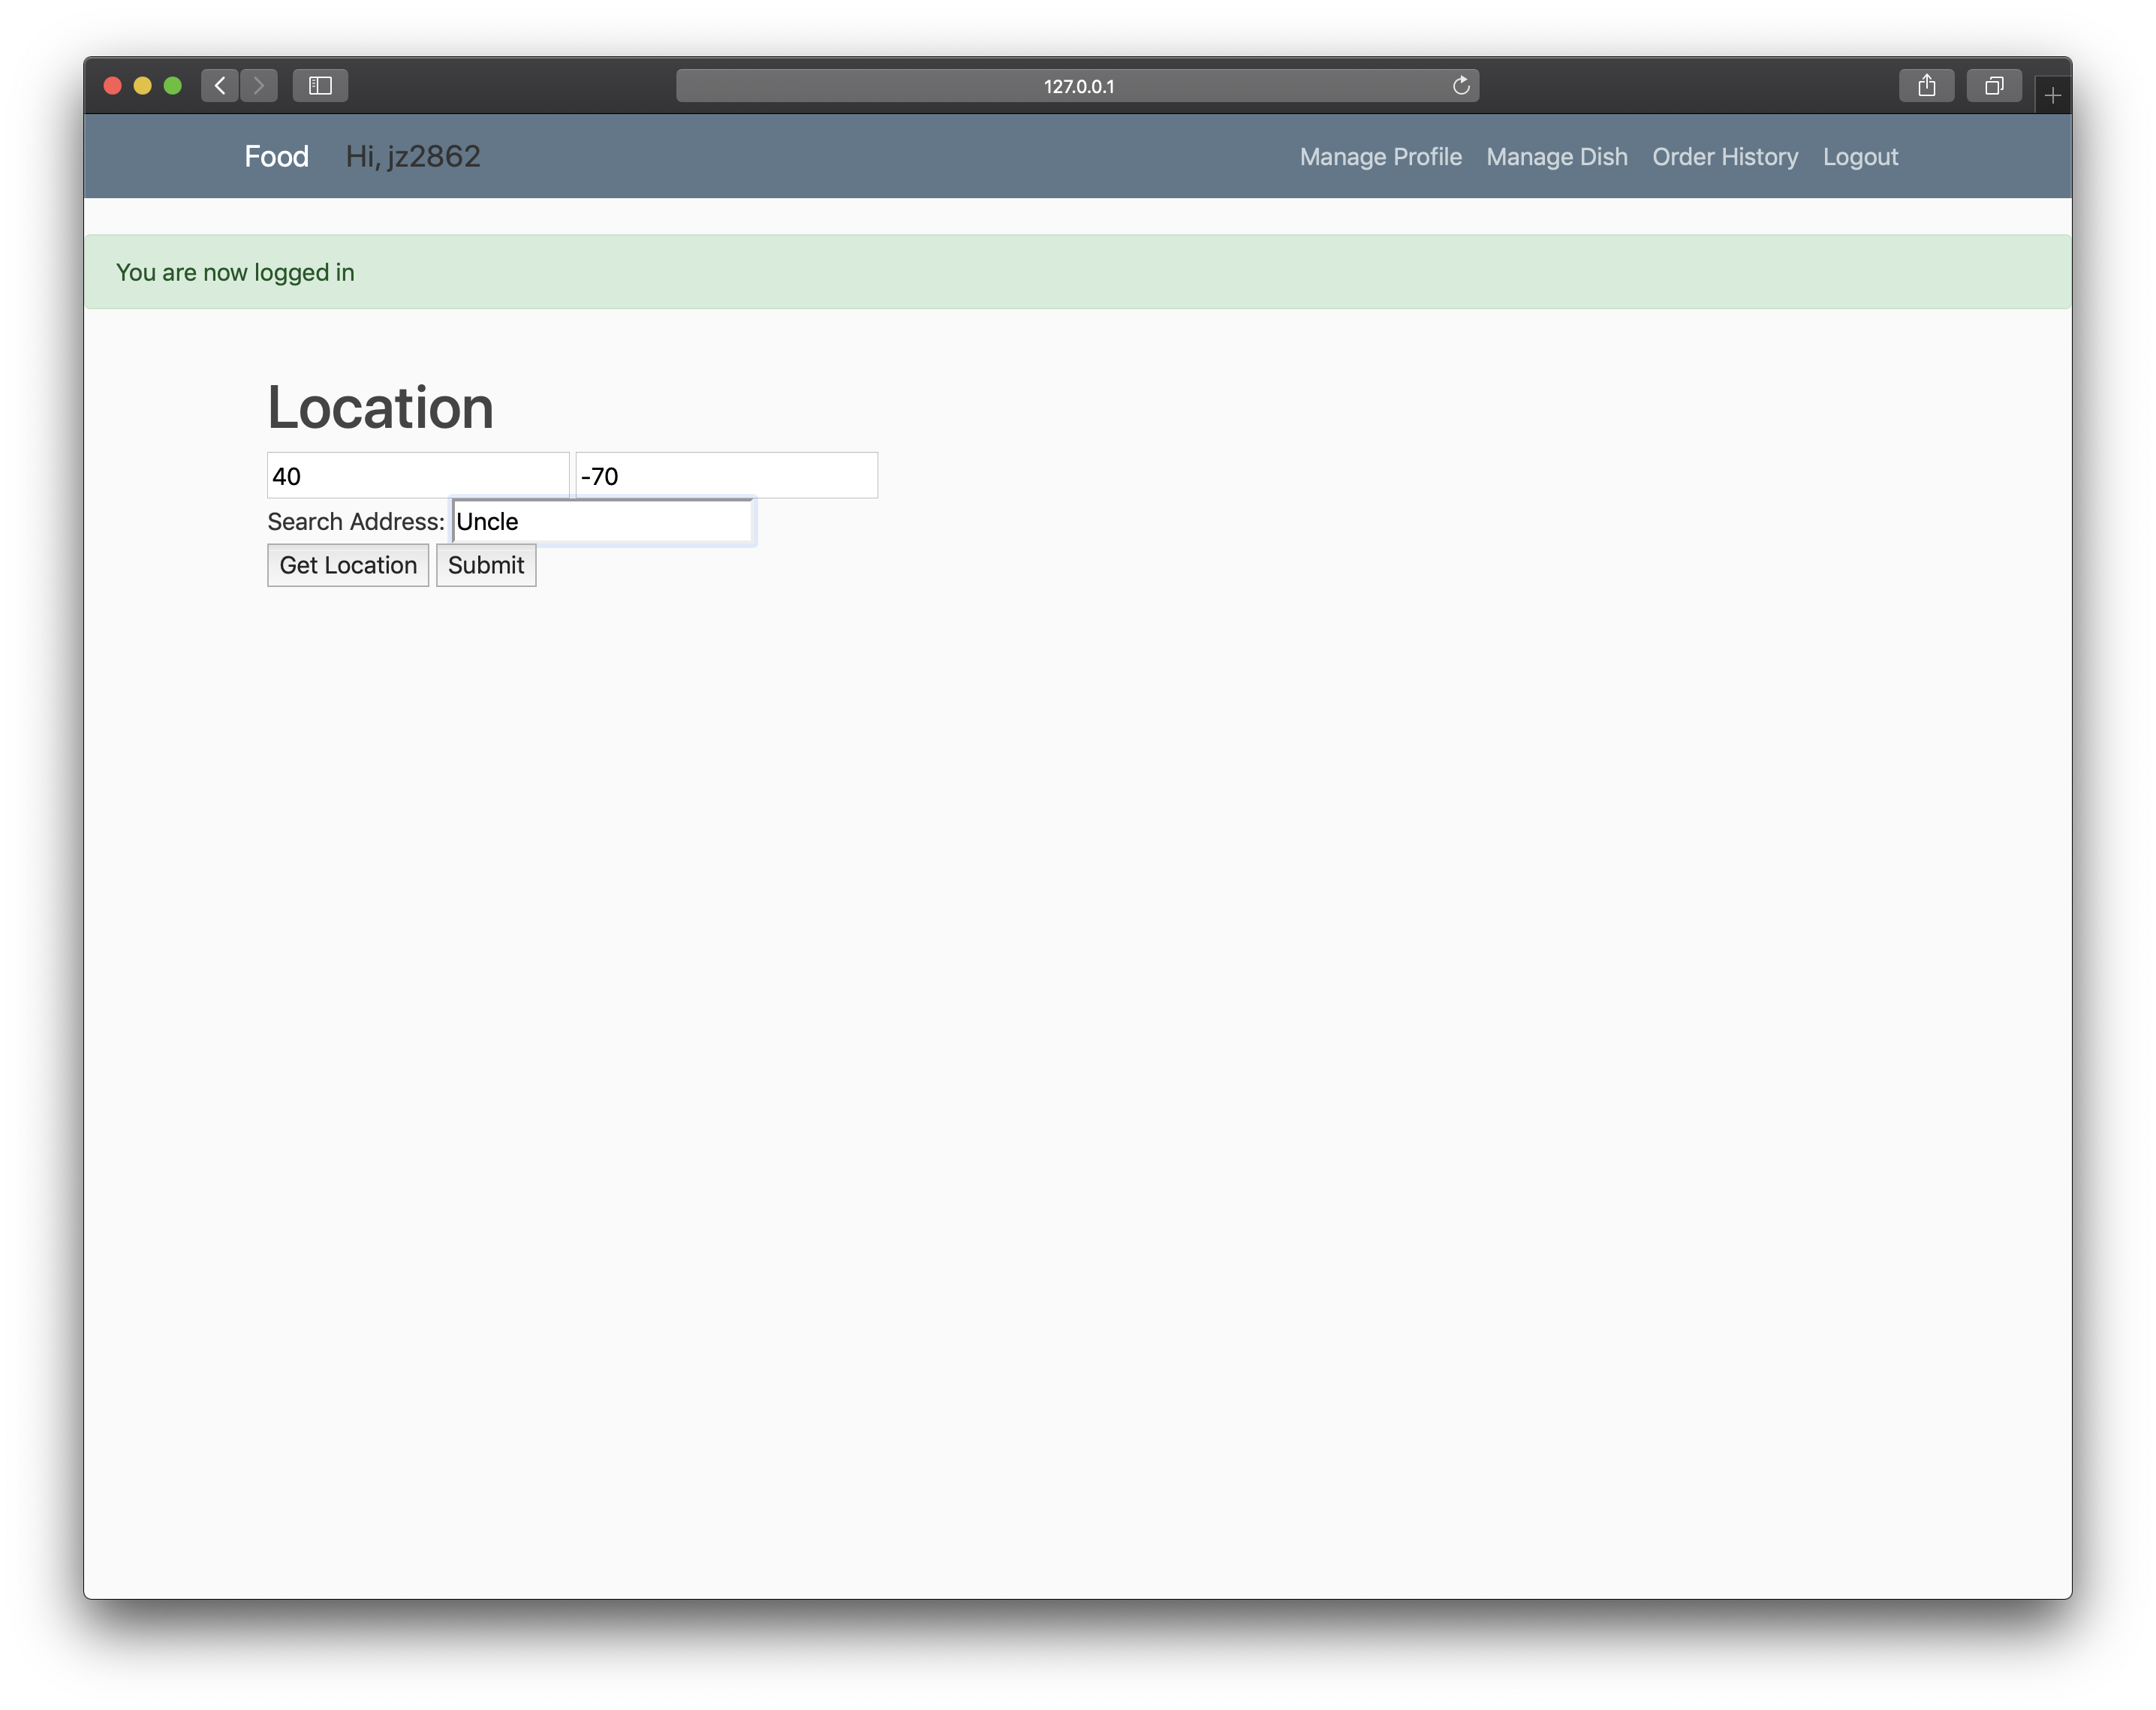 127.0.0.1
Food Hi, jz2862 Manage Profile Manage Dish Order History Logout
You are now logged in
Location
40 -70
Search Address: Uncle
Get Location Submit